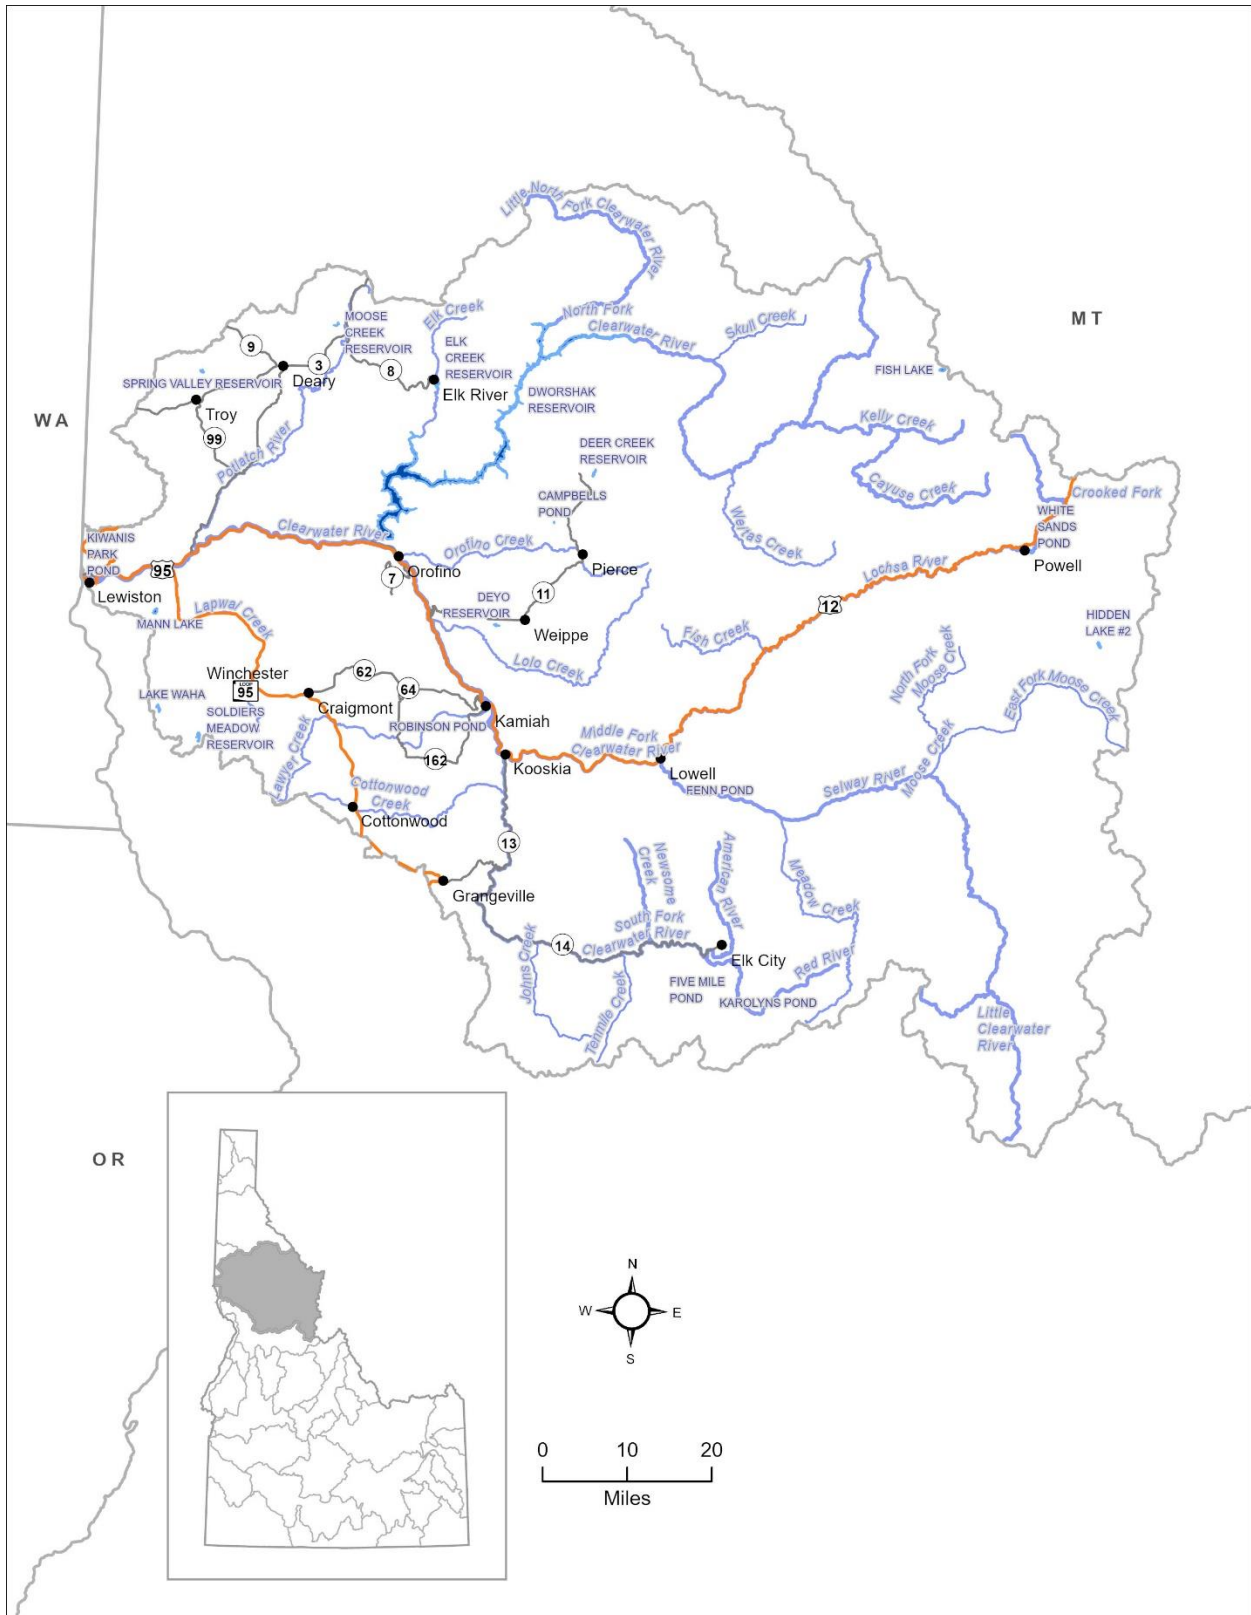 Little North
Fork Clearwater
River
North Fork
Clearwater
River
Skull Creek
MT
MOOSE
CREEK
RESERVOIR
Elk Creek
ELK
CREEK
RESERVOIR
9
3
8
Deary
Elk River
SPRING VALLEY RESERVOIR
Troy
99
WA
Potlatch River
DWORSHAK
RESERVOIR
FISH LAKE
Kelly Creek
Cayuse Creek
DEER CREEK
RESERVOIR
CAMPBELLS
POND
Weitas Creek
Crooked Fork
WHITE
SANDS
POND
Powell
Lochsa River
12
KIWANIS
PARK
POND
95
Lewiston
Clearwater River
Orofino
7
Orofino Creek
Pierce
11
DEYO
RESERVOIR
Weippe
Lolo Creek
Fish Creek
HIDDEN
LAKE #2
MANN LAKE
Lapwai Creek
Winchester
LOOP
95
62
64
Craigmont
LAKE WAHA
SOLDIERS
MEADOW
RESERVOIR
ROBINSON POND
Kamiah
162
Lawyer Creek
Kooskia
Middle Fork
Clearwater River
Lowell
FENN POND
Selway River
Moose Creek
North Fork
Moose Creek
East Fork Moose Creek
Cottonwood
Creek
Cottonwood
13
Grangeville
Newsome
Creek
American River
Meadow
Creek
South Fork
Clearwater River
14
Elk City
Johns Creek
Tenmile Creek
FIVE MILE
POND
Red River
KAROLYNS POND
Little
Clearwater
River
OR
N
W
E
S
0
10
20
Miles